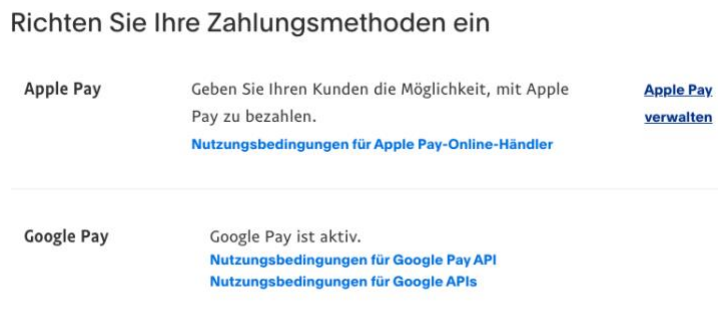 Richten Sie Ihre Zahlungsmethoden ein
Apple Pay
Geben Sie Ihren Kunden die Möglichkeit, mit Apple
Pay zu bezahlen.
Nutzungsbedingungen für Apple Pay-Online-Händler
Apple Pay
verwalten
Google Pay
Google Pay ist aktiv.
Nutzungsbedingungen für Google Pay API
Nutzungsbedingungen für Google APIs